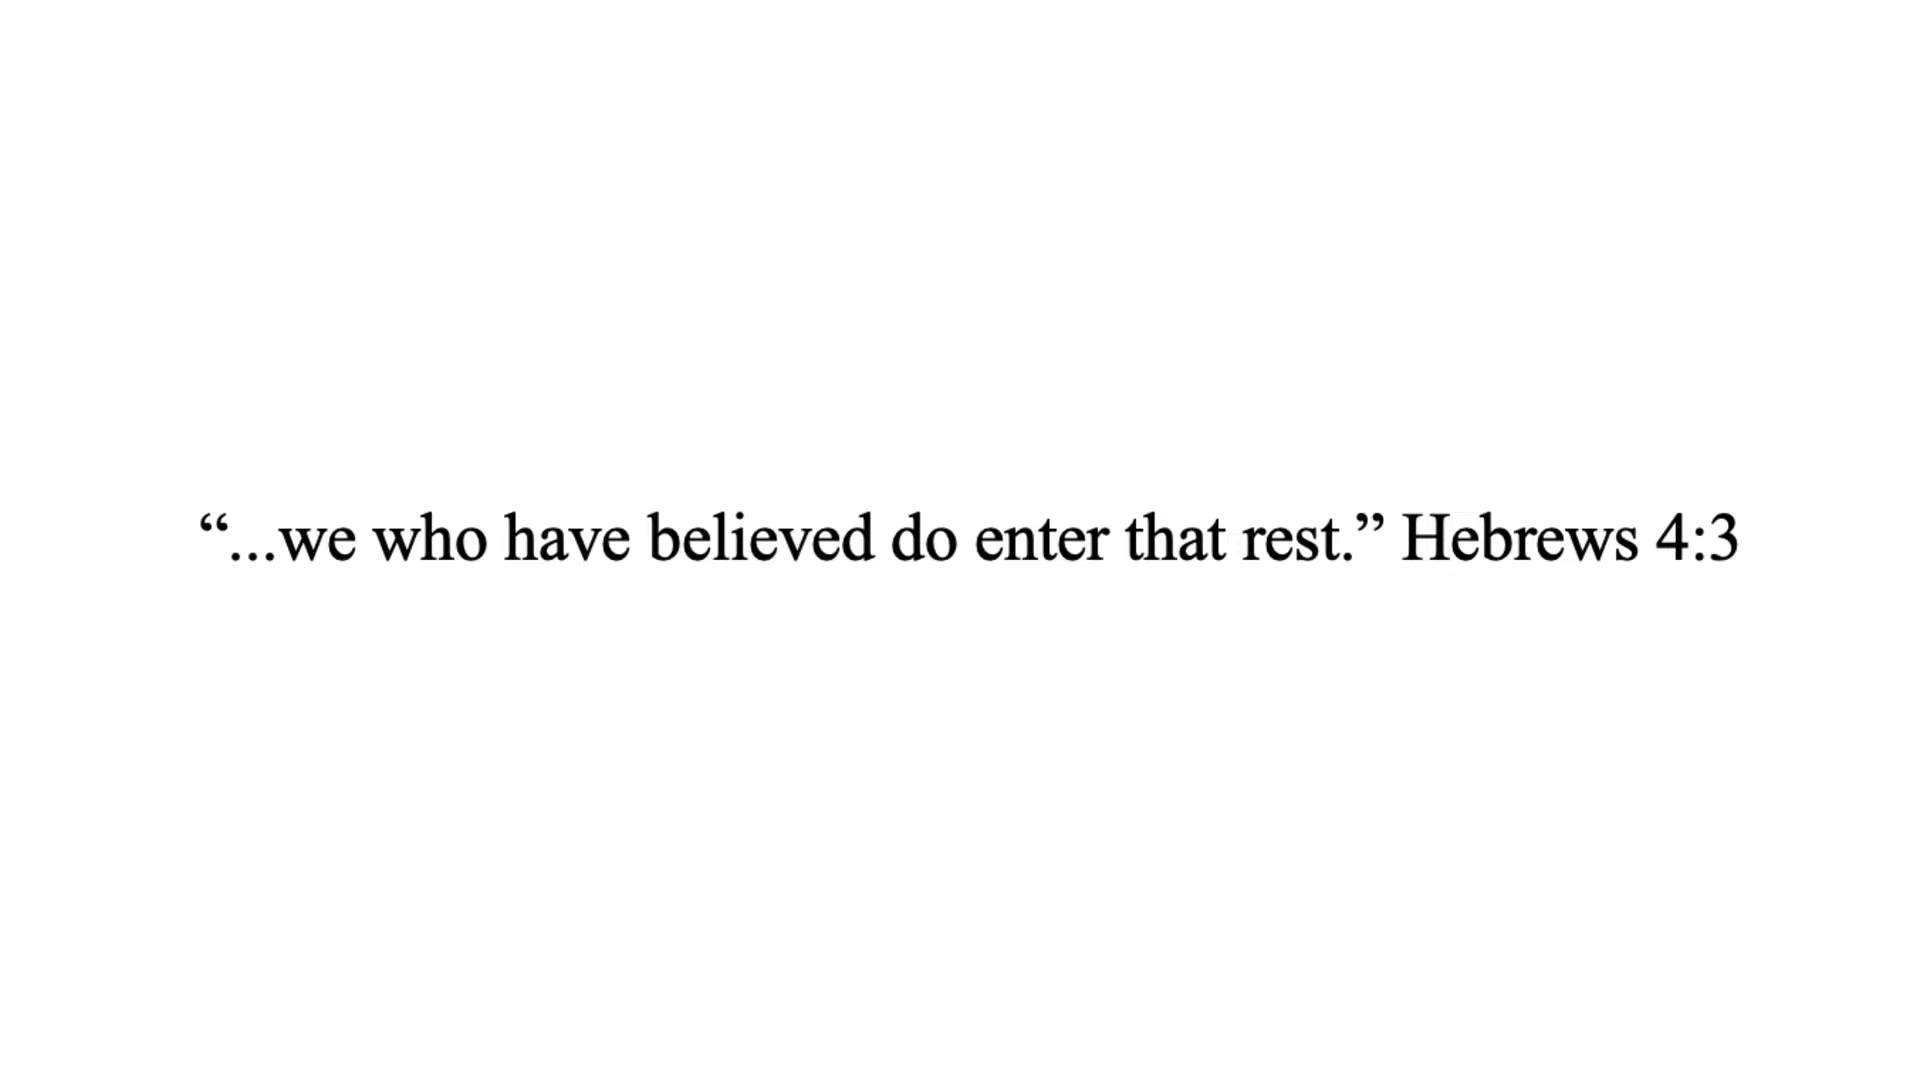 “...we who have believed do enter that rest.” Hebrews 4:3